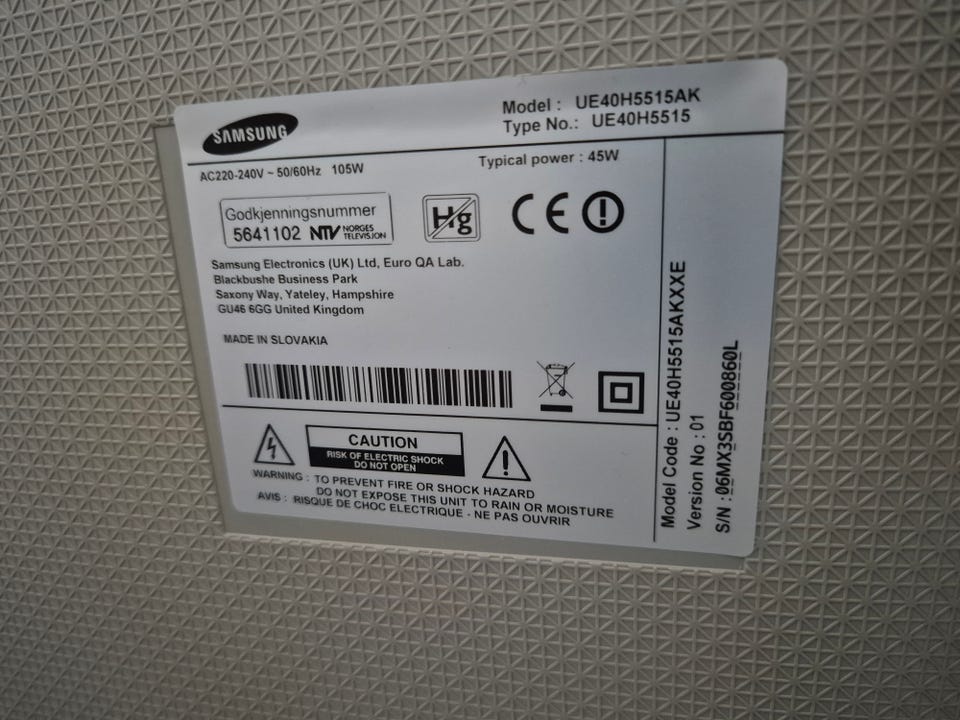 SAMSUNG
Model : UE40H5515AK
Type No.: UE40H5515
AC220-240V ~ 50/60Hz 105W
Typical power : 45W
Godkjenningsnummer
5641102 NTV NORGES TELEVISJON
Hg
CE
Samsung Electronics (UK) Ltd, Euro QA Lab.
Blackbushe Business Park
Saxony Way, Yateley, Hampshire
GU46 6GG United Kingdom
MADE IN SLOVAKIA
CAUTION
RISK OF ELECTRIC SHOCK
DO NOT OPEN
WARNING : TO PREVENT FIRE OR SHOCK HAZARD
DO NOT EXPOSE THIS UNIT TO RAIN OR MOISTURE
AVIS : RISQUE DE CHOC ELECTRIQUE - NE PAS OUVRIR
Model Code : UE40H5515AKXXE
Version No : 01
S/N : 06MX3SBF600860L